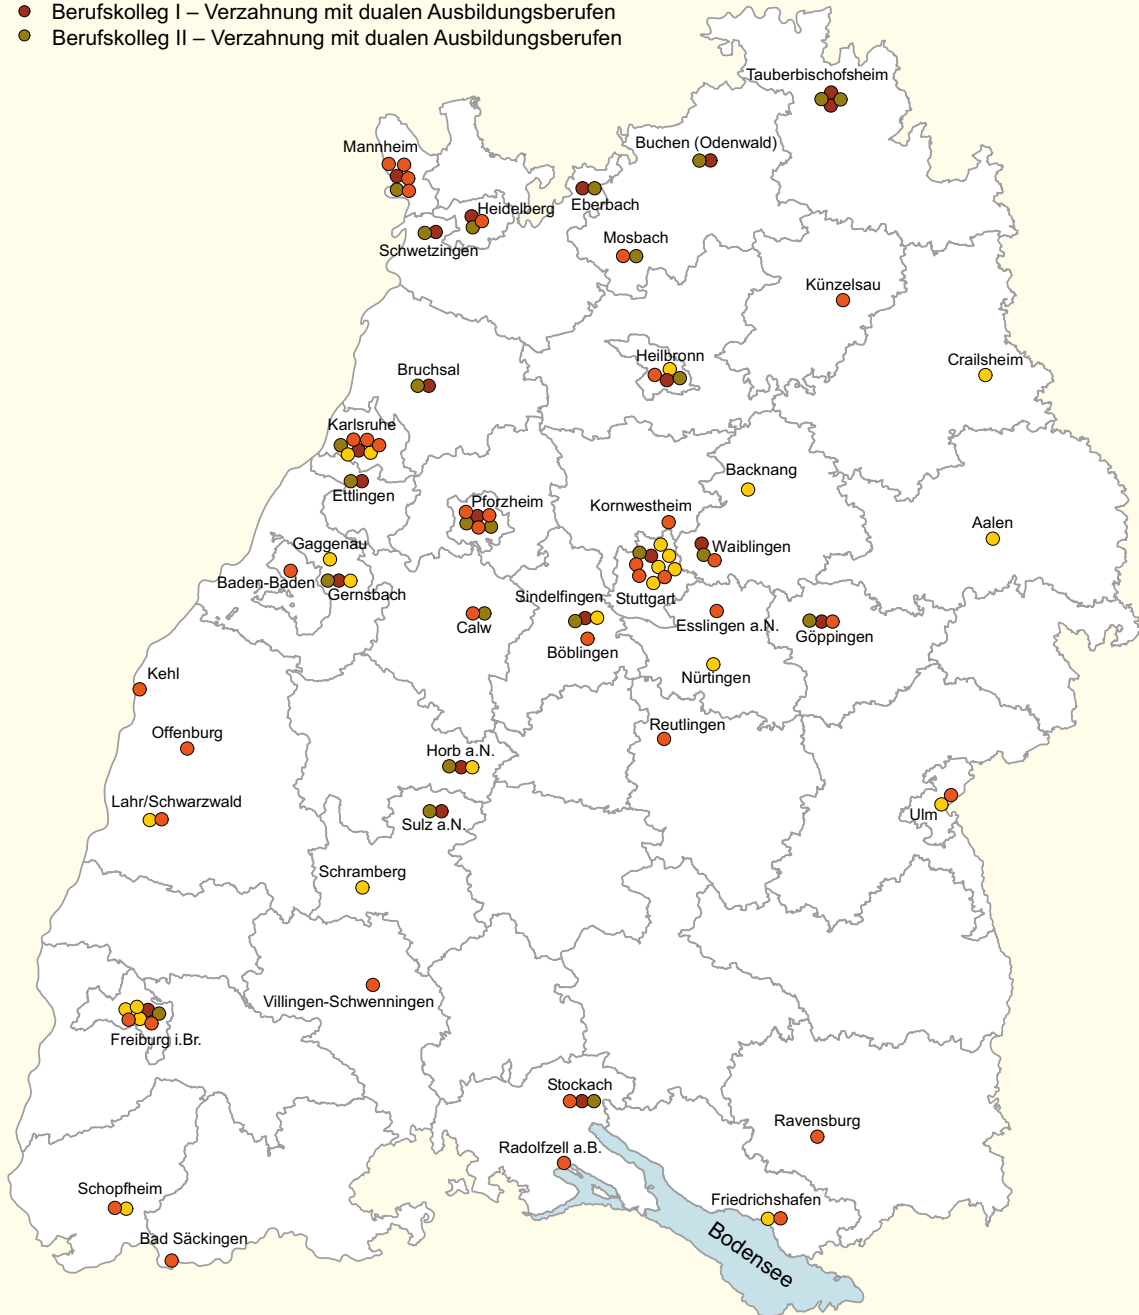 Berufskolleg I – Verzahnung mit dualen Ausbildungsberufen
Berufskolleg II – Verzahnung mit dualen Ausbildungsberufen
Tauberbischofsheim
Mannheim
Buchen (Odenwald)
Eberbach
Heidelberg
Schwetzingen
Mosbach
Künzelsau
Heilbronn
Crailsheim
Bruchsal
Karlsruhe
Backnang
Ettlingen
Pforzheim
Kornwestheim
Aalen
Gaggenau
Waiblingen
Baden-Baden
Gernsbach
Sindelfingen
Stuttgart
Calw
Esslingen a.N.
Göppingen
Böblingen
Nürtingen
Kehl
Offenburg
Reutlingen
Horb a.N.
Lahr/Schwarzwald
Ulm
Sulz a.N.
Schramberg
Villingen-Schwenningen
Freiburg i.Br.
Stockach
Ravensburg
Radolfzell a.B.
Schopfheim
Friedrichshafen
Bad Säckingen
Bodensee